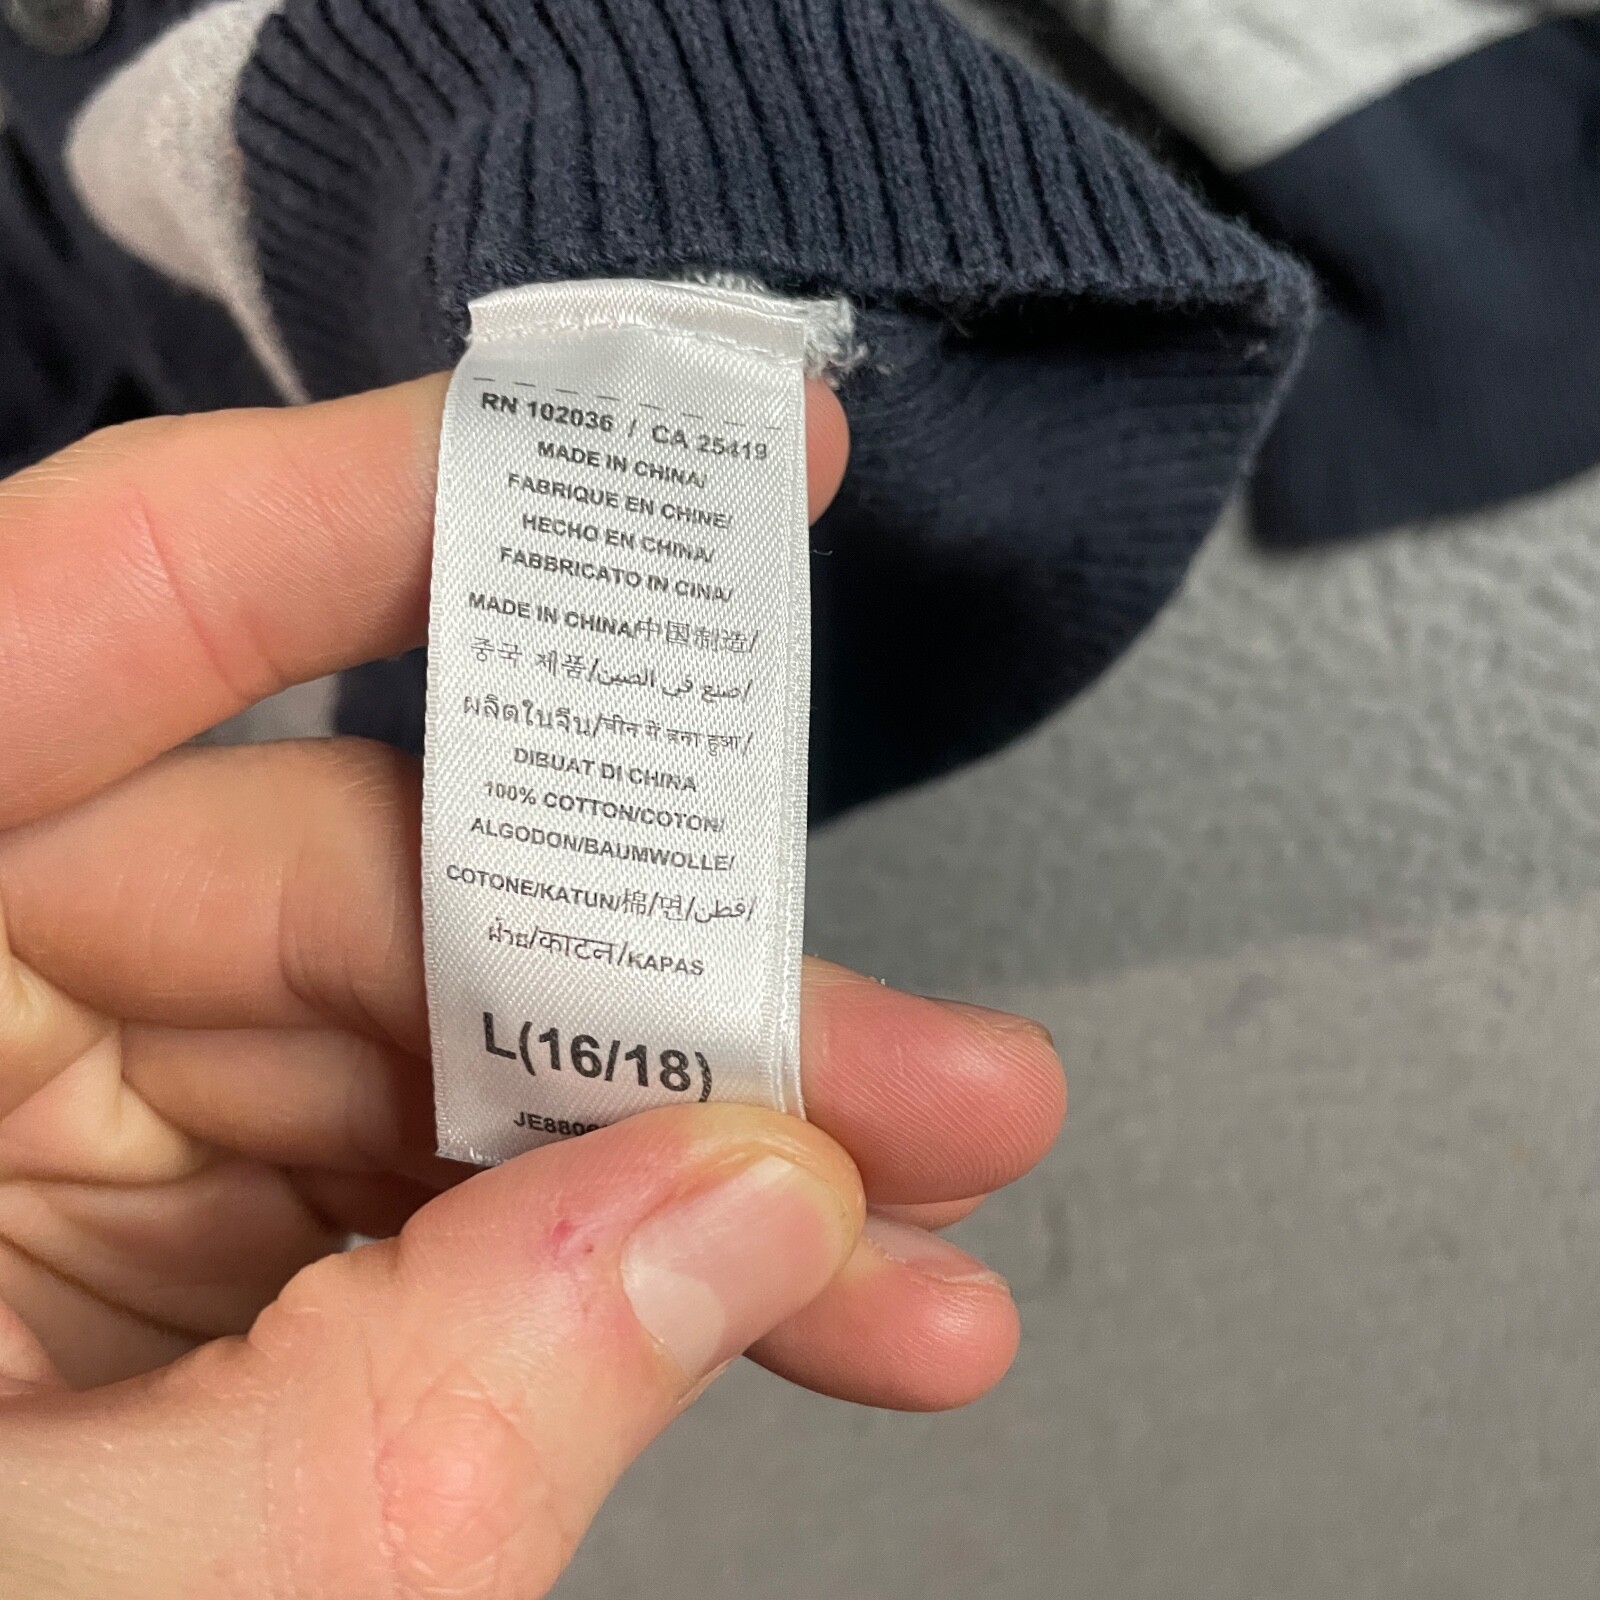 RN 102036 / CA 25419
MADE IN CHINA/
FABRIQUE EN CHINE/
HECHO EN CHINA/
FABBRICATO IN CINA/
MADE IN CHINA/中国制造/
중국 제품/صنع في الصين/
ผลิตในจีน/चीन में बना हुआ/
DIBUAT DI CHINA
100% COTTON/COTON/
ALGODON/BAUMWOLLE/
COTONE/KATUN/棉/면/قطن/
ฝ้าย/काटन/KAPAS
L(16/18)